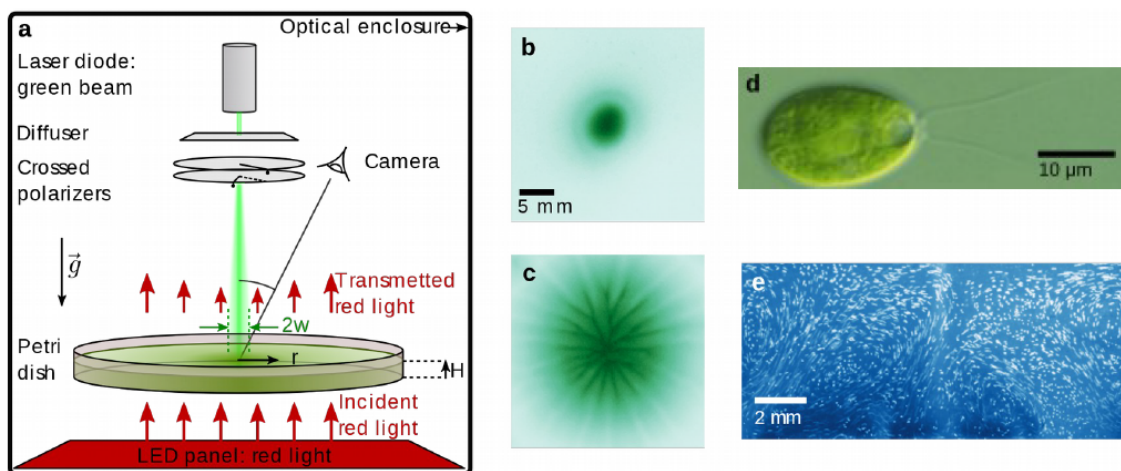 a
Optical enclosure
Laser diode:
green beam
Diffuser
Crossed
polarizers
Camera
g
Transmetted
red light
2w
Petri
dish
r
H
Incident
red light
LED panel: red light
b
5 mm
c
d
10 μm
e
2 mm